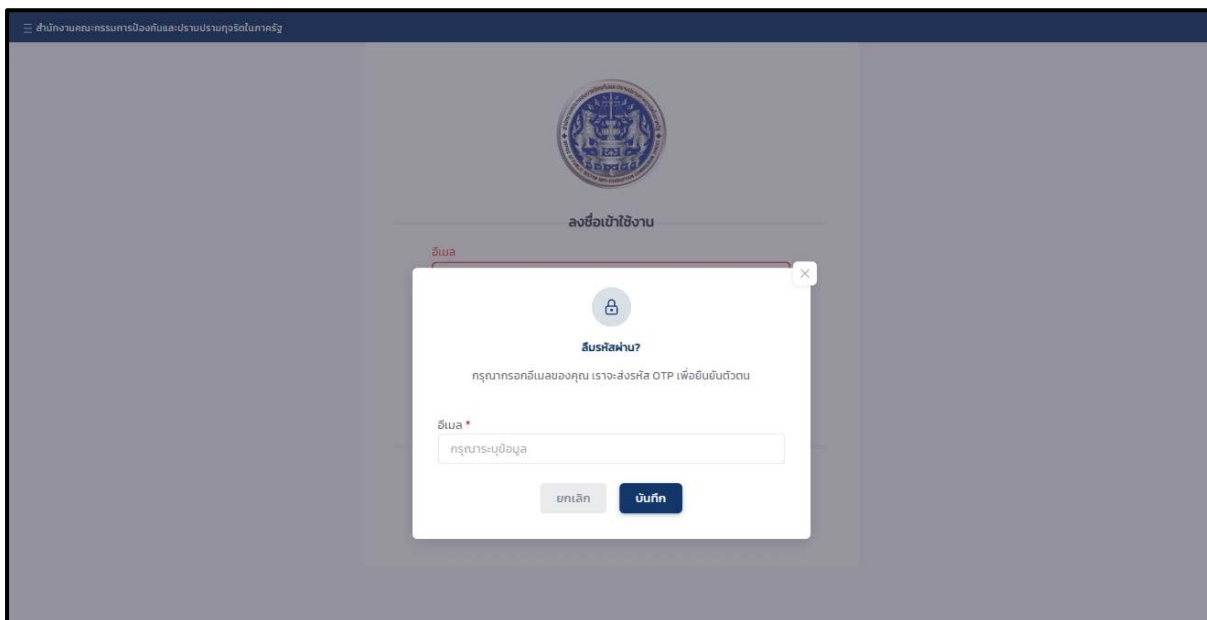 สำนักงานคณะกรรมการป้องกันและปราบปรามทุจริตในภาครัฐ
ลงชื่อเข้าใช้งาน
อีเมล
ลืมรหัสผ่าน?
กรุณากรอกอีเมลของคุณ เราจะส่งรหัส OTP เพื่อยืนยันตัวตน
อีเมล *
กรุณาระบุข้อมูล
ยกเลิก บันทึก